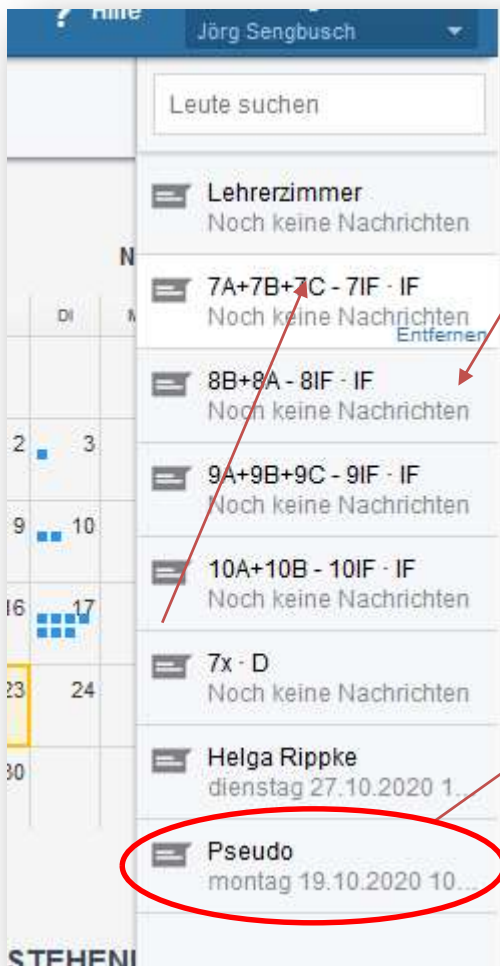 ? Hilfe
Jörg Sengbusch
Leute suchen
Lehrerzimmer
Noch keine Nachrichten
7A+7B+7C - 7IF · IF
Noch keine Nachrichten
Entfernen
8B+8A - 8IF · IF
Noch keine Nachrichten
9A+9B+9C - 9IF · IF
Noch keine Nachrichten
10A+10B - 10IF · IF
Noch keine Nachrichten
7x · D
Noch keine Nachrichten
Helga Rippke
dienstag 27.10.2020 1...
Pseudo
montag 19.10.2020 10...
N
DI
2 3
9 10
16 17
23 24
30
STEHEN